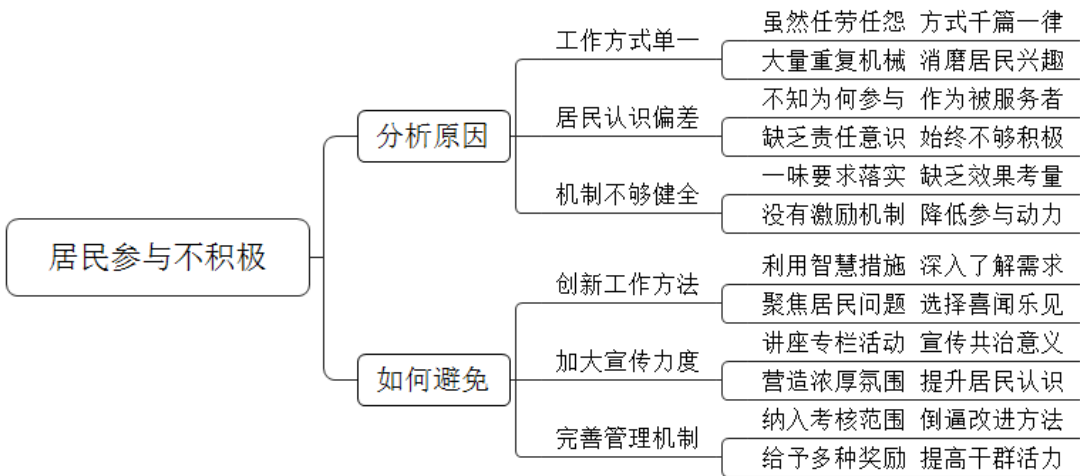 居民参与不积极
分析原因
工作方式单一
虽然任劳任怨 方式千篇一律
大量重复机械 消磨居民兴趣
居民认识偏差
不知为何参与 作为被服务者
缺乏责任意识 始终不够积极
机制不够健全
一味要求落实 缺乏效果考量
没有激励机制 降低参与动力
如何避免
创新工作方法
利用智慧措施 深入了解需求
聚焦居民问题 选择喜闻乐见
加大宣传力度
讲座专栏活动 宣传共治意义
营造浓厚氛围 提升居民认识
完善管理机制
纳入考核范围 倒逼改进方法
给予多种奖励 提高干群活力